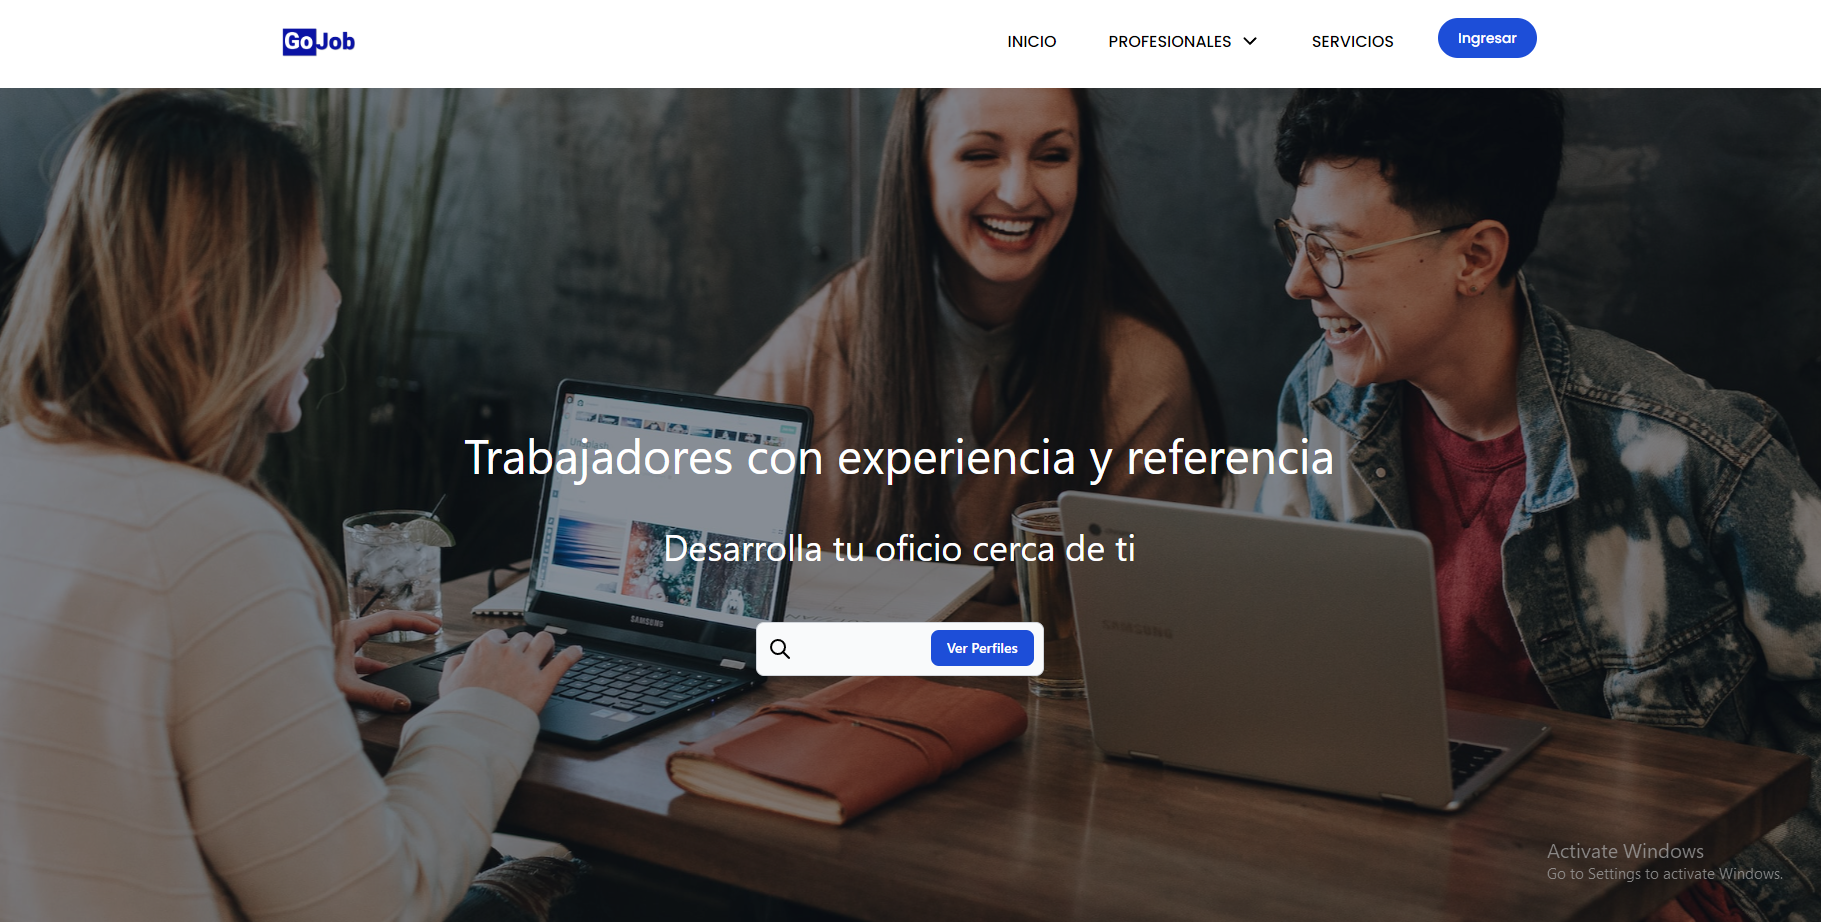 GoJob
INICIO
PROFESIONALES
SERVICIOS
Ingresar
Trabajadores con experiencia y referencia
Desarrolla tu oficio cerca de ti
SAMSUNG
Ver Perfiles
SAMSUNG
Activate Windows
Go to Settings to activate Windows.